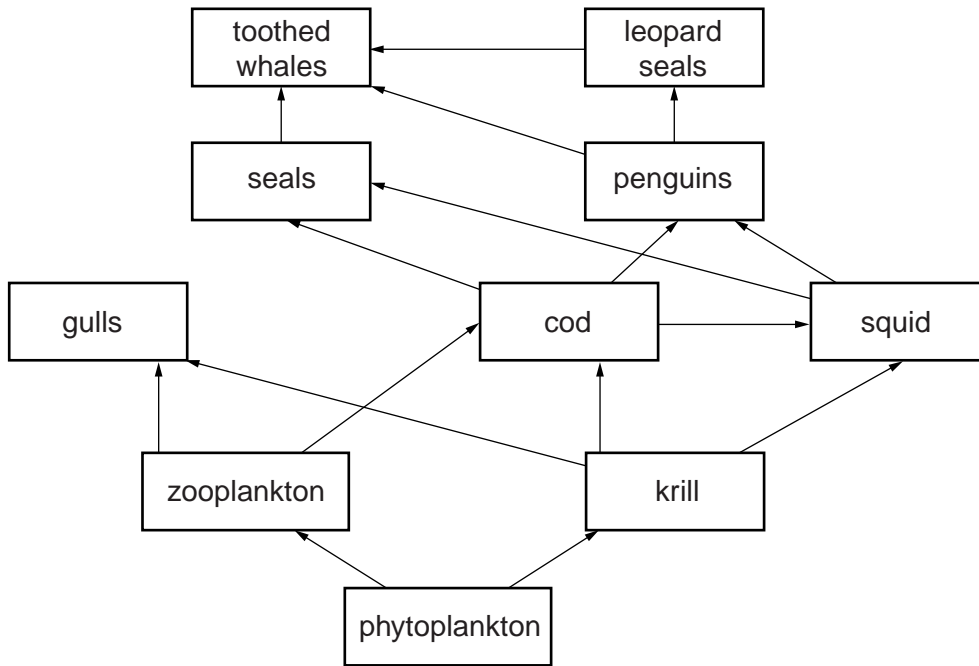 toothed
whales
leopard
seals
seals
penguins
gulls
cod
squid
zooplankton
krill
phytoplankton